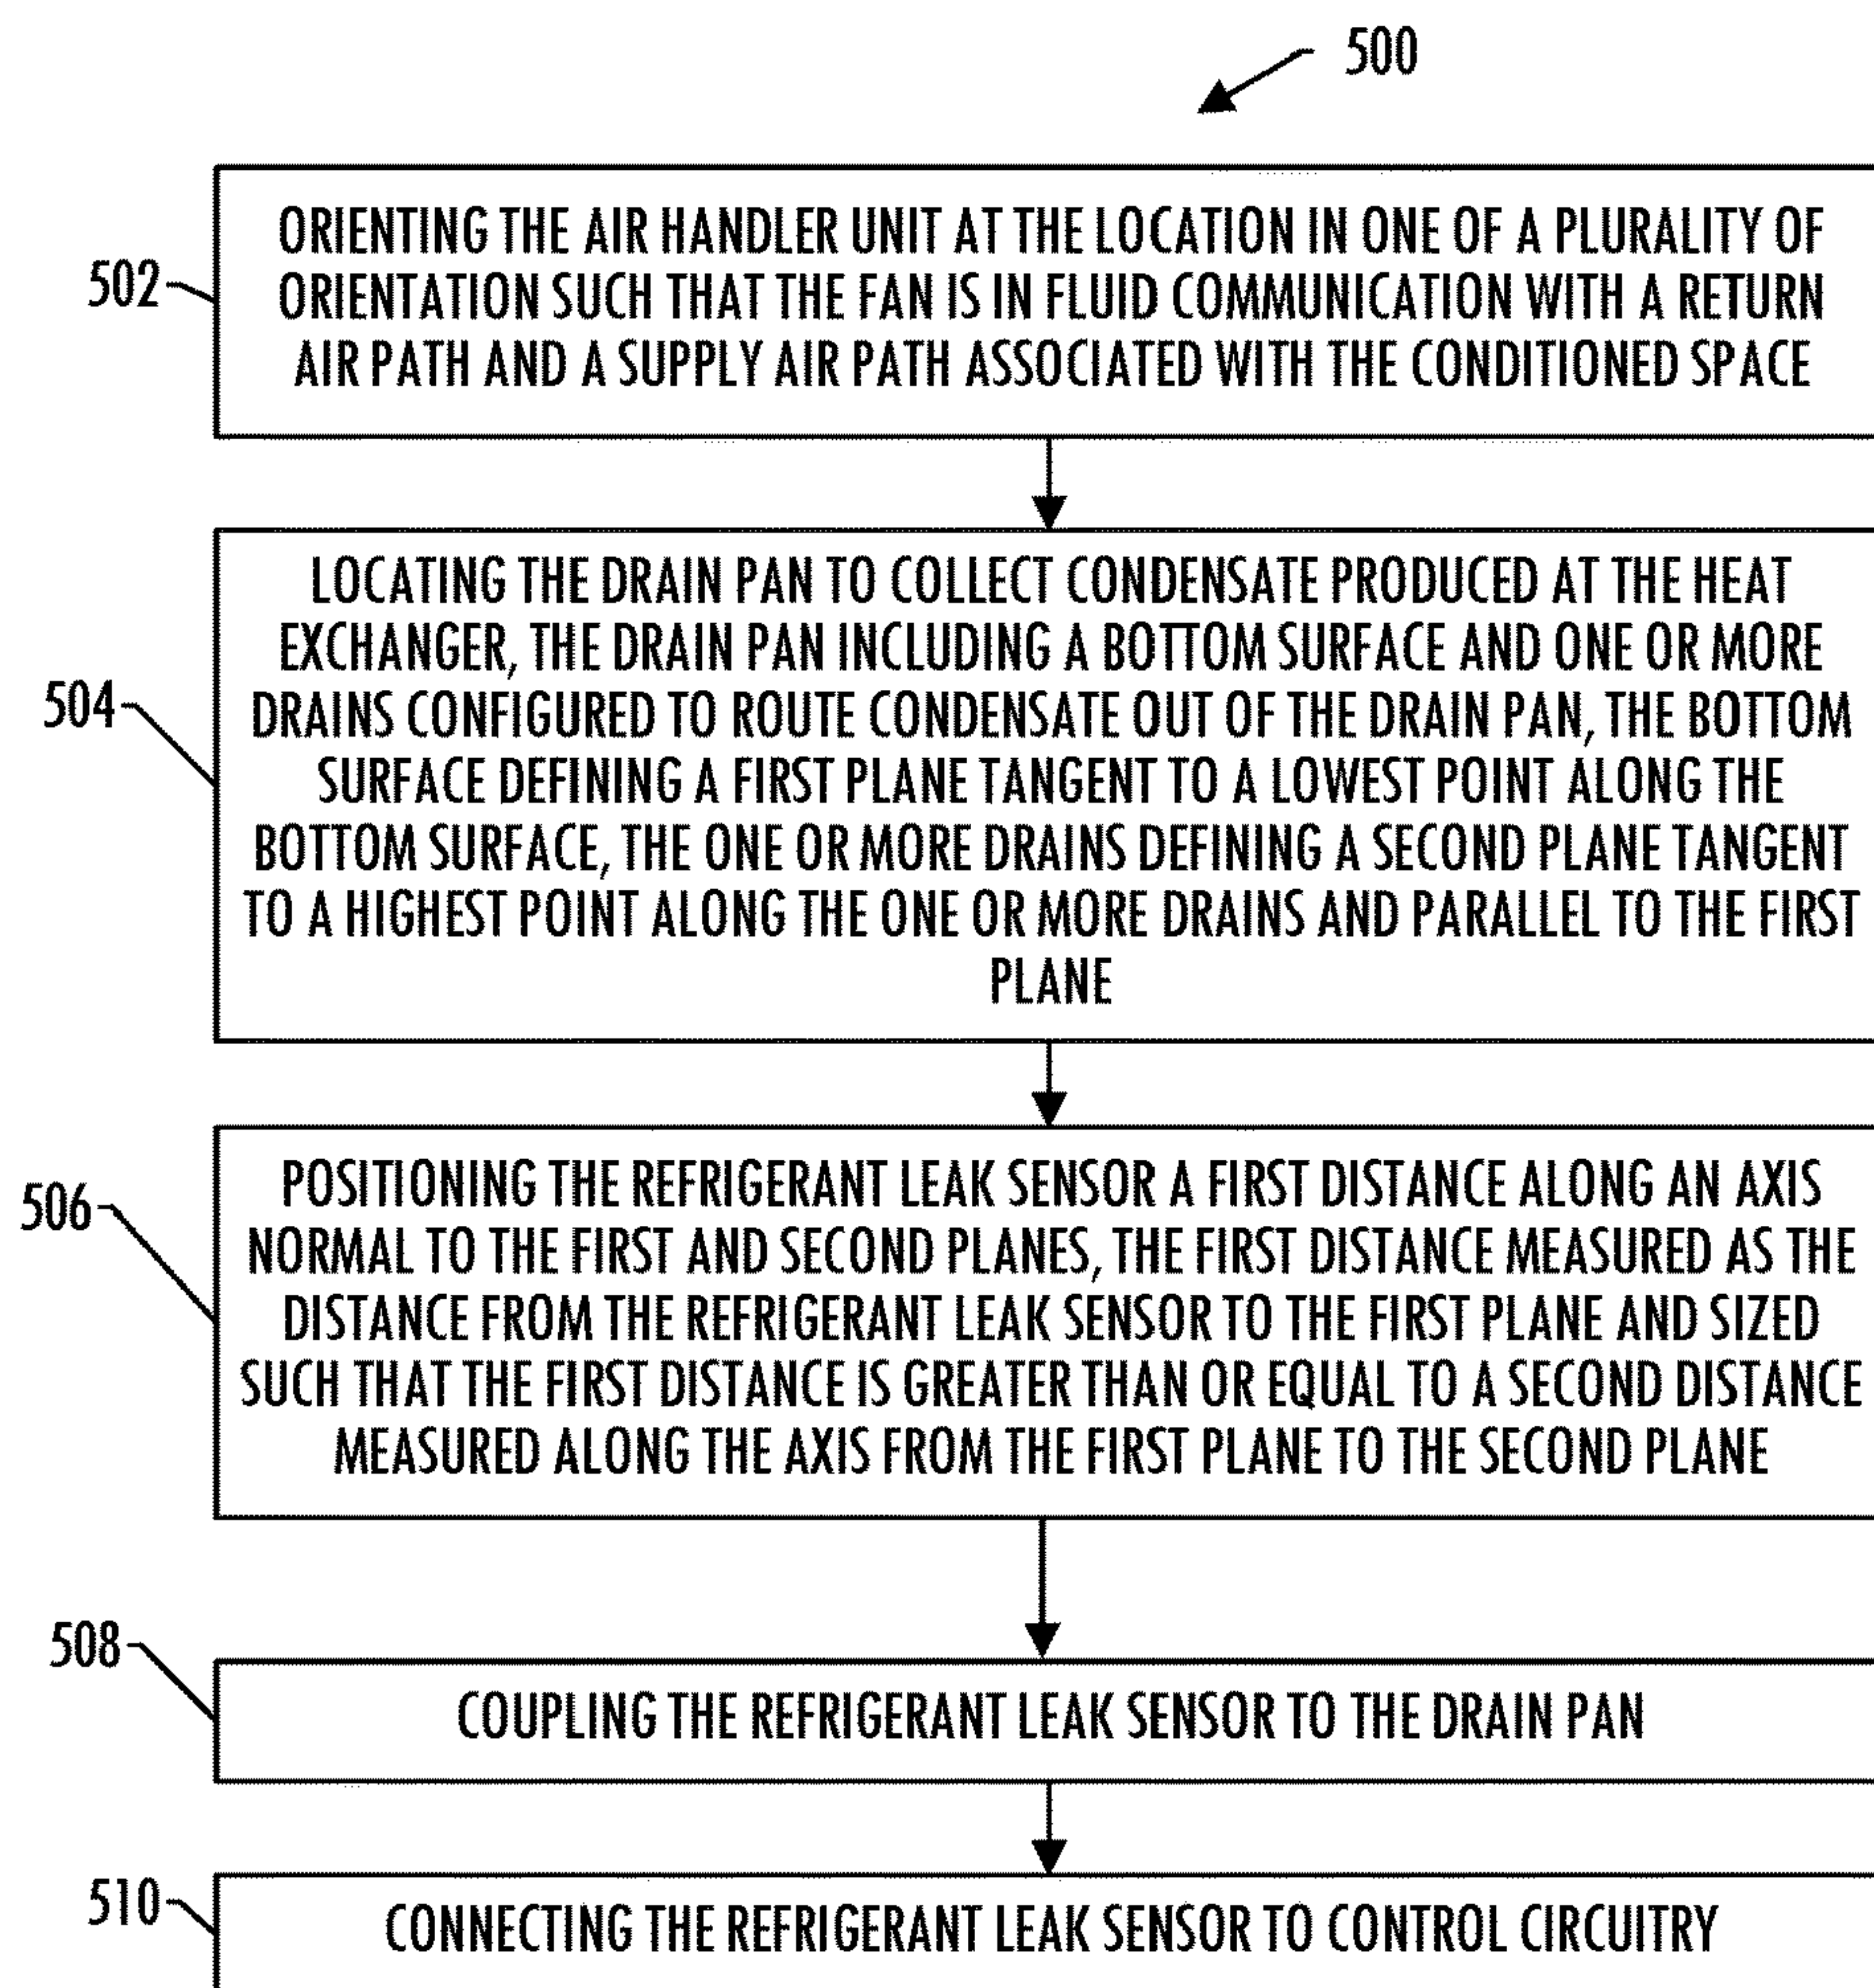 500
502
ORIENTING THE AIR HANDLER UNIT AT THE LOCATION IN ONE OF A PLURALITY OF
ORIENTATION SUCH THAT THE FAN IS IN FLUID COMMUNICATION WITH A RETURN
AIR PATH AND A SUPPLY AIR PATH ASSOCIATED WITH THE CONDITIONED SPACE
504
LOCATING THE DRAIN PAN TO COLLECT CONDENSATE PRODUCED AT THE HEAT
EXCHANGER, THE DRAIN PAN INCLUDING A BOTTOM SURFACE AND ONE OR MORE
DRAINS CONFIGURED TO ROUTE CONDENSATE OUT OF THE DRAIN PAN, THE BOTTOM
SURFACE DEFINING A FIRST PLANE TANGENT TO A LOWEST POINT ALONG THE
BOTTOM SURFACE, THE ONE OR MORE DRAINS DEFINING A SECOND PLANE TANGENT
TO A HIGHEST POINT ALONG THE ONE OR MORE DRAINS AND PARALLEL TO THE FIRST
PLANE
506
POSITIONING THE REFRIGERANT LEAK SENSOR A FIRST DISTANCE ALONG AN AXIS
NORMAL TO THE FIRST AND SECOND PLANES, THE FIRST DISTANCE MEASURED AS THE
DISTANCE FROM THE REFRIGERANT LEAK SENSOR TO THE FIRST PLANE AND SIZED
SUCH THAT THE FIRST DISTANCE IS GREATER THAN OR EQUAL TO A SECOND DISTANCE
MEASURED ALONG THE AXIS FROM THE FIRST PLANE TO THE SECOND PLANE
508
COUPLING THE REFRIGERANT LEAK SENSOR TO THE DRAIN PAN
510
CONNECTING THE REFRIGERANT LEAK SENSOR TO CONTROL CIRCUITRY